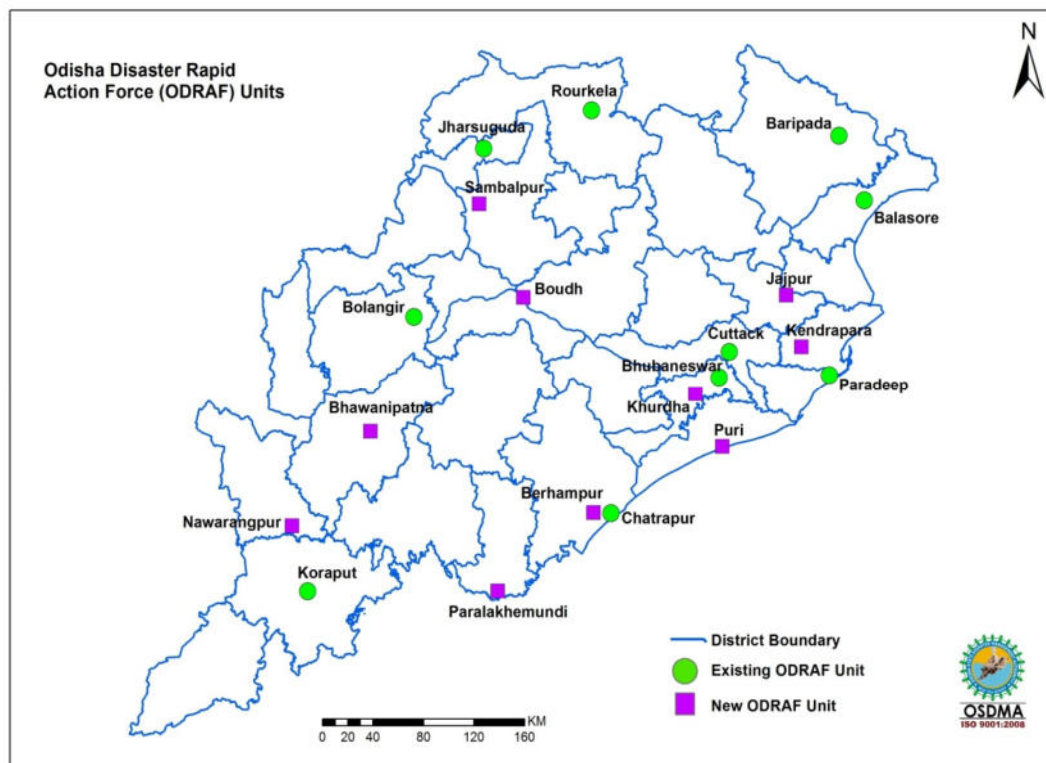 N
Odisha Disaster Rapid
Action Force (ODRAF) Units
Rourkela
Jharsuguda
Baripada
Sambalpur
Balasore
Jajpur
Boudh
Bolangir
Cuttack
Kendrapara
Bhubaneswar
Paradeep
Khurdha
Bhawanipatna
Puri
Berhampur
Chatrapur
Nawarangpur
Koraput
Paralakhemundi
District Boundary
Existing ODRAF Unit
New ODRAF Unit
KM
0 20 40 80 120 160
OSDMA
ISO 9001:2008